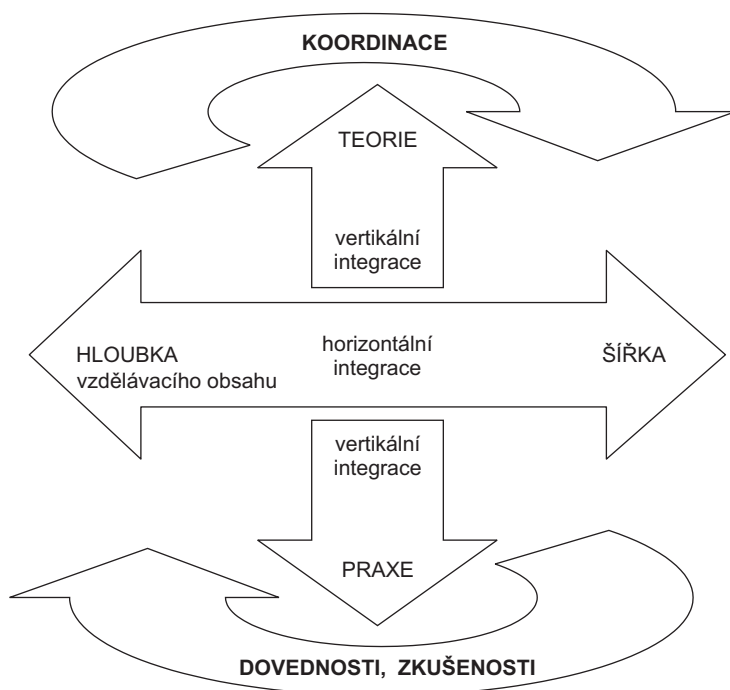 KOORDINACE
TEORIE
vertikální
integrace
HLOUBKA
vzdělávacího obsahu
horizontální
integrace
ŠÍŘKA
vertikální
integrace
PRAXE
DOVEDNOSTI, ZKUŠENOSTI